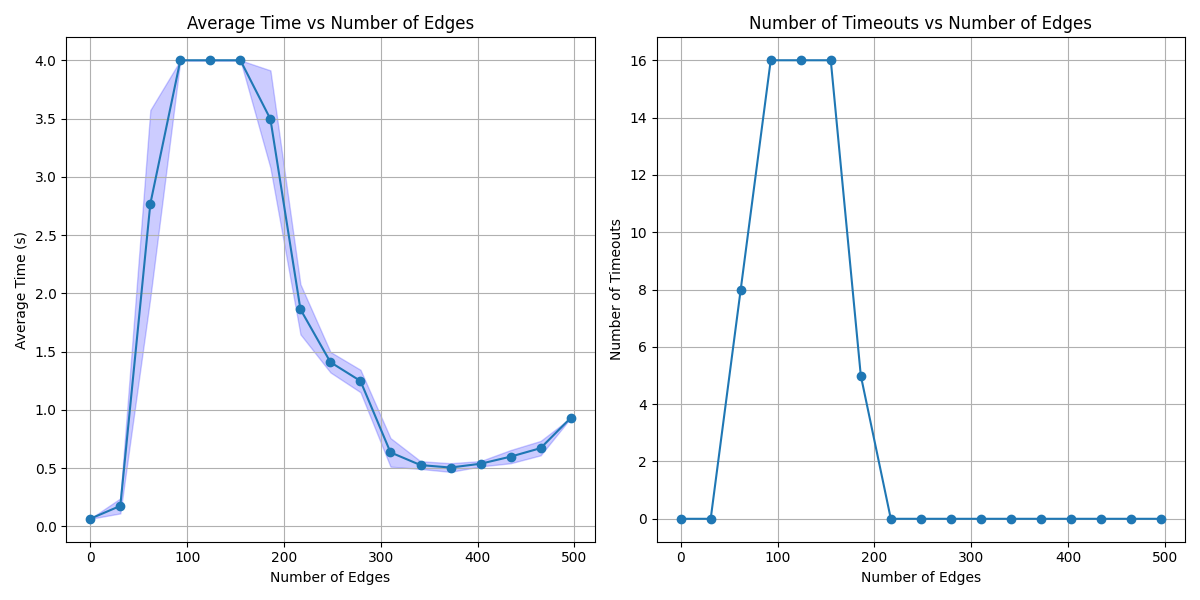 Average Time vs Number of Edges
Average Time (s)
4.0
3.5
3.0
2.5
2.0
1.5
1.0
0.5
0.0
0 100 200 300 400 500
Number of Edges
Number of Timeouts vs Number of Edges
Number of Timeouts
16
14
12
10
8
6
4
2
0
0 100 200 300 400 500
Number of Edges